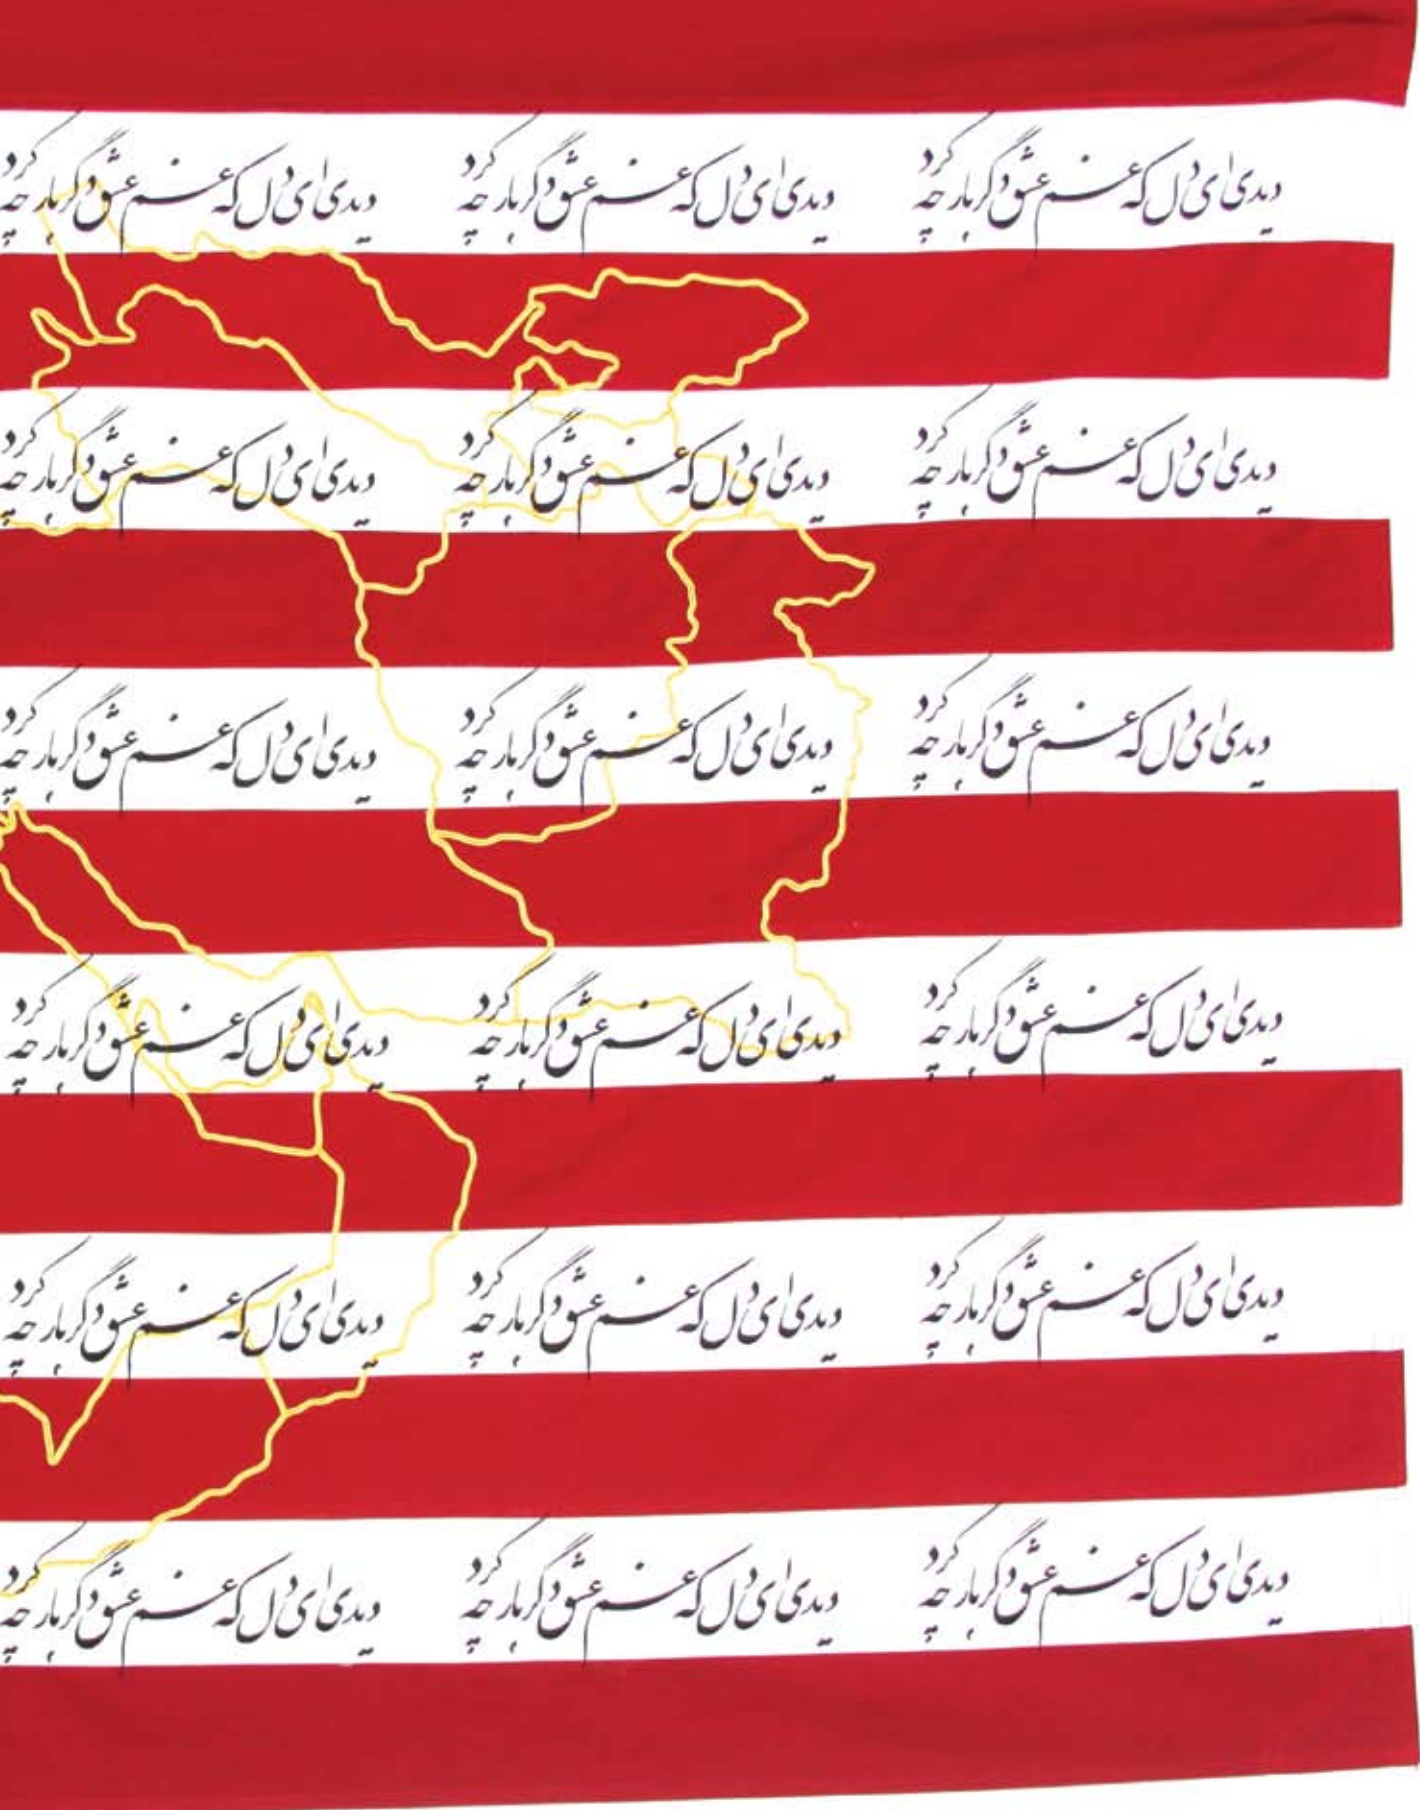 دیدی ای دل که غم عشق دگربار چه کرد دیدی ای دل که غم عشق دگربار چه کرد دیدی ای دل که غم عشق دگربار چه کرد
دیدی ای دل که غم عشق دگربار چه کرد دیدی ای دل که غم عشق دگربار چه کرد دیدی ای دل که غم عشق دگربار چه کرد
دیدی ای دل که غم عشق دگربار چه کرد دیدی ای دل که غم عشق دگربار چه کرد دیدی ای دل که غم عشق دگربار چه کرد
دیدی ای دل که غم عشق دگربار چه کرد دیدی ای دل که غم عشق دگربار چه کرد دیدی ای دل که غم عشق دگربار چه کرد
دیدی ای دل که غم عشق دگربار چه کرد دیدی ای دل که غم عشق دگربار چه کرد دیدی ای دل که غم عشق دگربار چه کرد
دیدی ای دل که غم عشق دگربار چه کرد دیدی ای دل که غم عشق دگربار چه کرد دیدی ای دل که غم عشق دگربار چه کرد